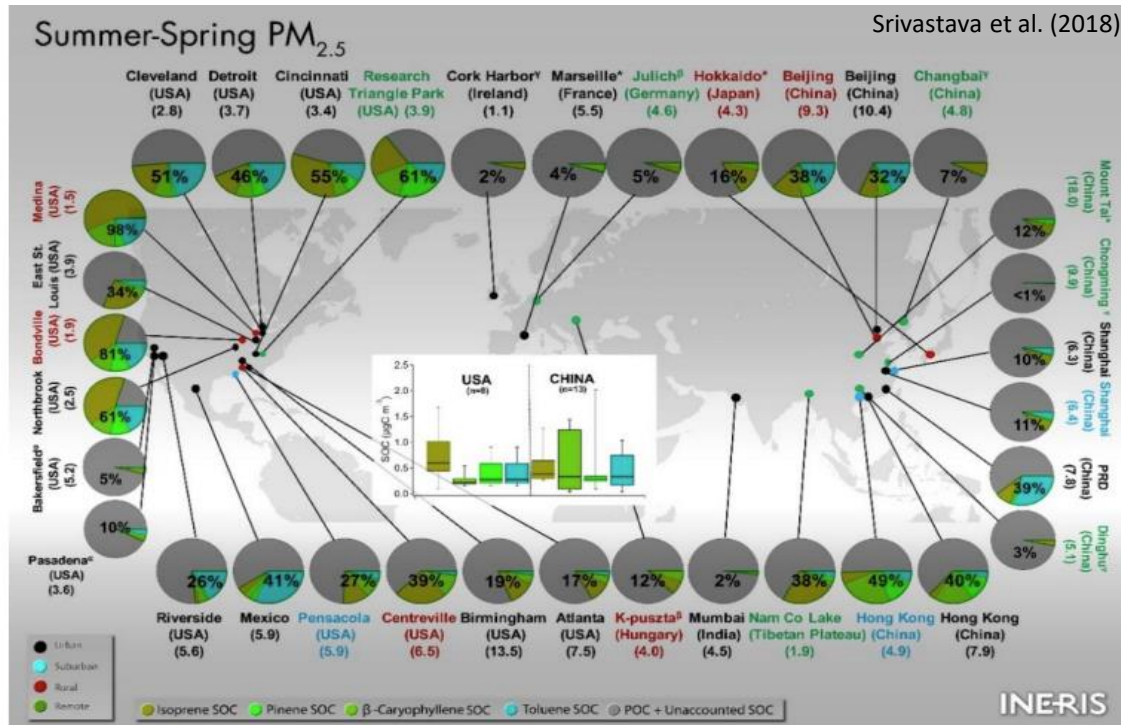 Srivastava et al. (2018)
Summer-Spring PM2.5
Cleveland
(USA)
(2.8)
Detroit
(USA)
(3.7)
Cincinnati
(USA)
(3.4)
Research
Triangle Park
(USA) (3.9)
Cork Harborγ
(Ireland)
(1.1)
Marseille*
(France)
(5.5)
Julichβ
(Germany)
(4.6)
Hokkaido*
(Japan)
(4.3)
Beijing
(China)
(9.3)
Beijing
(China)
(10.4)
Changbaiγ
(China)
(4.8)
51%
46%
55%
61%
2%
4%
5%
16%
38%
32%
7%
Medina
(USA)
(1.5)
98%
East St.
Louis (USA)
(3.9)
34%
Bondville
(USA)
(1.9)
81%
Northbrook
(USA)
(2.5)
61%
Bakersfield
(USA)
(5.2)
5%
10%
Pasadenaα
(USA)
(3.6)
Mount Tai*
(China)
(18.0)
12%
Chongming γ
(China)
(9.9)
<1%
Shanghai
(China)
(6.3)
10%
Shanghai
(China)
(6.4)
11%
PRD
(China)
(7.8)
39%
Dinghuγ
(China)
(5.1)
3%
USA
(n=8)
CHINA
(n=13)
SOC (µgC m-3)
2.5
2.0
1.5
1.0
0.5
0.0
26%
41%
27%
39%
19%
17%
12%
2%
38%
49%
40%
Riverside
(USA)
(5.6)
Mexico
(5.9)
Pensacola
(USA)
(5.9)
Centreville
(USA)
(6.5)
Birmingham
(USA)
(13.5)
Atlanta
(USA)
(7.5)
K-pusztaβ
(Hungary)
(4.0)
Mumbai
(India)
(4.5)
Nam Co Lake
(Tibetan Plateau)
(1.9)
Hong Kong
(China)
(4.9)
Hong Kong
(China)
(7.9)
Urban
Suburban
Rural
Remote
Isoprene SOC
Pinene SOC
β-Caryophyllene SOC
Toluene SOC
POC + Unaccounted SOC
INERIS